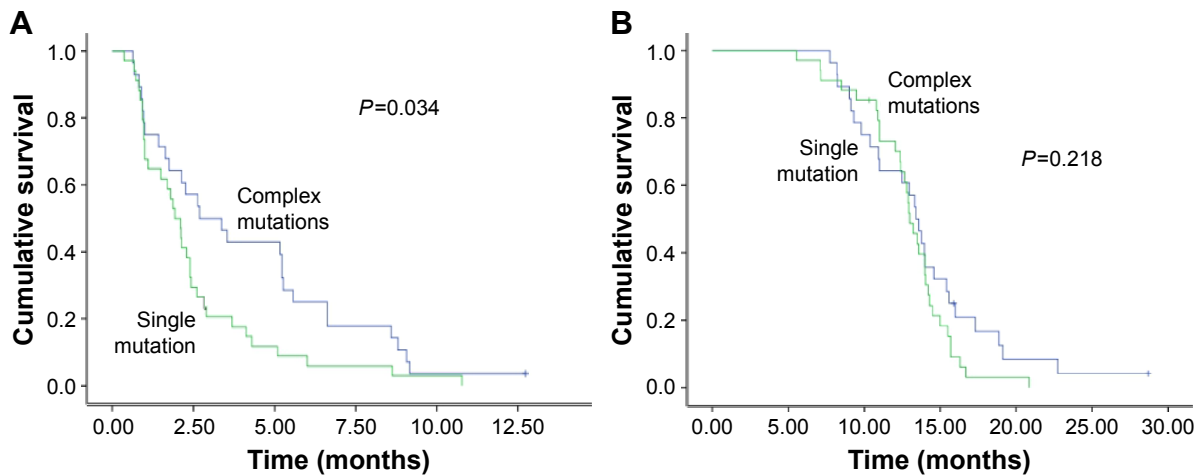 A
Cumulative survival
1.0
0.8
0.6
0.4
0.2
0.0
P=0.034
Complex
mutations
Single
mutation
0.00 2.50 5.00 7.50 10.00 12.50
Time (months)
B
Cumulative survival
1.0
0.8
0.6
0.4
0.2
0.0
Complex
mutations
Single
mutation
P=0.218
0.00 5.00 10.00 15.00 20.00 25.00 30.00
Time (months)